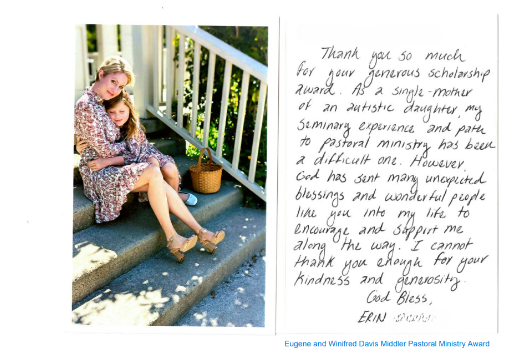 Thank you so much
for your generous scholarship
award. As a single-mother
of an autistic daughter, my
seminary experience and path
to pastoral ministry has been
a difficult one. However,
God has sent many unexpected
blessings and wonderful people
like you into my life to
encourage and support me
along the way. I cannot
thank you enough for your
kindness and generosity.
God Bless,
ERIN
Eugene and Winifred Davis Middler Pastoral Ministry Award